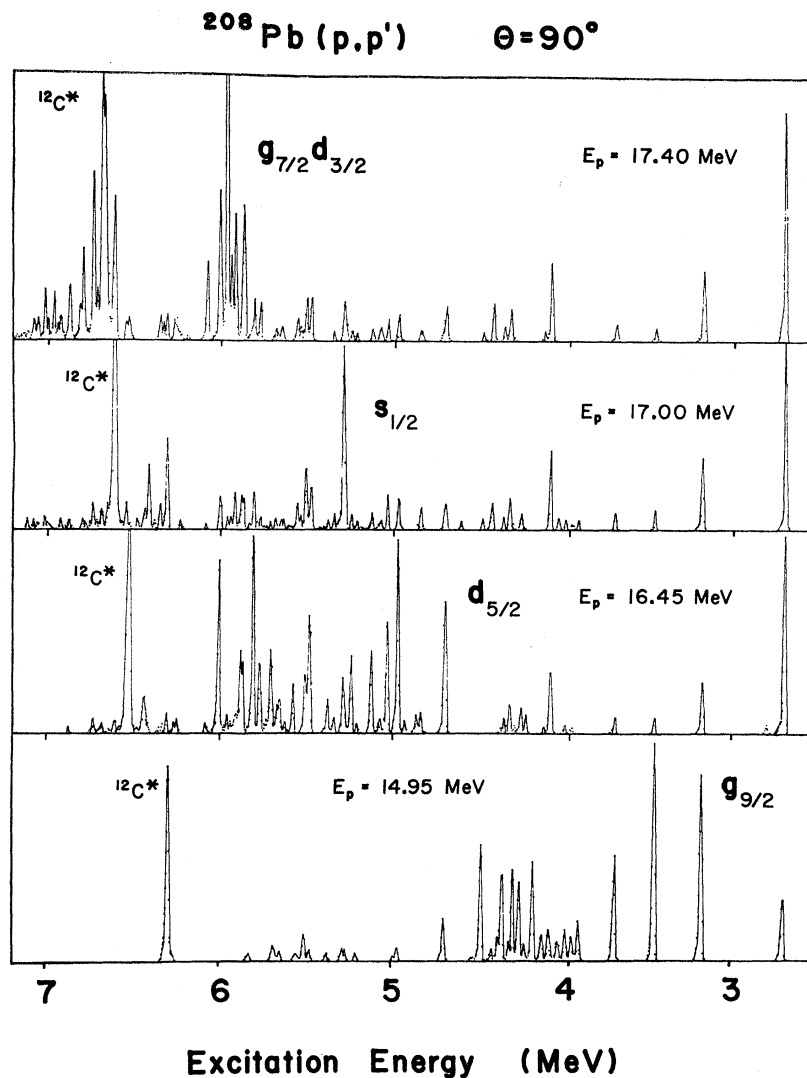 ²⁰⁸Pb(p,p') Θ=90°
¹²C*
g₇/₂ d₃/₂
Eₚ = 17.40 MeV
¹²C*
s₁/₂
Eₚ = 17.00 MeV
¹²C*
d₅/₂
Eₚ = 16.45 MeV
¹²C*
Eₚ = 14.95 MeV
g₉/₂
7 6 5 4 3
Excitation Energy (MeV)